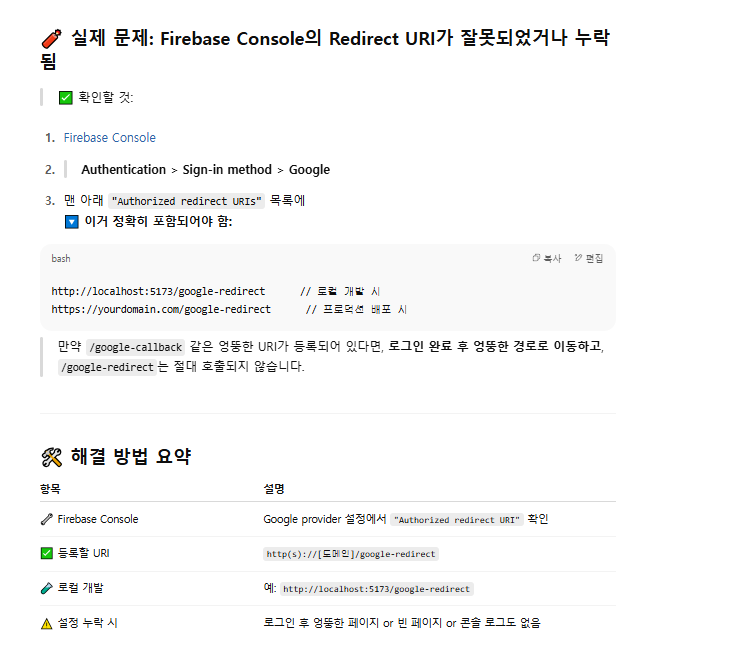 실제 문제: Firebase Console의 Redirect URI가 잘못되었거나 누락
됨
확인할 것:
1. Firebase Console
2. Authentication > Sign-in method > Google
3. 맨 아래 "Authorized redirect URIs" 목록에
이거 정확히 포함되어야 함:
bash
복사 편집
http://localhost:5173/google-redirect // 로컬 개발 시
https://yourdomain.com/google-redirect // 프로덕션 배포 시
만약 /google-callback 같은 엉뚱한 URI가 등록되어 있다면, 로그인 완료 후 엉뚱한 경로로 이동하고,
/google-redirect는 절대 호출되지 않습니다.
해결 방법 요약
항목 설명
Firebase Console Google provider 설정에서 "Authorized redirect URI" 확인
등록할 URI http(s)://[도메인]/google-redirect
로컬 개발 예: http://localhost:5173/google-redirect
설정 누락 시 로그인 후 엉뚱한 페이지 or 빈 페이지 or 콘솔 로그도 없음